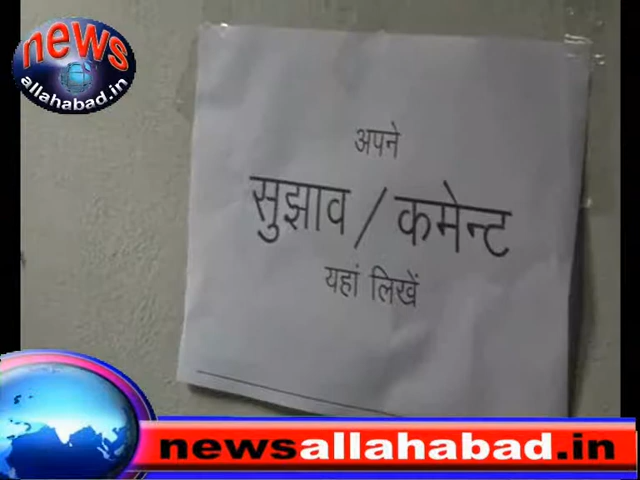 news
allahabad.in
अपने
सुझाव / कमेन्ट
यहां लिखें
newsallahabad.in